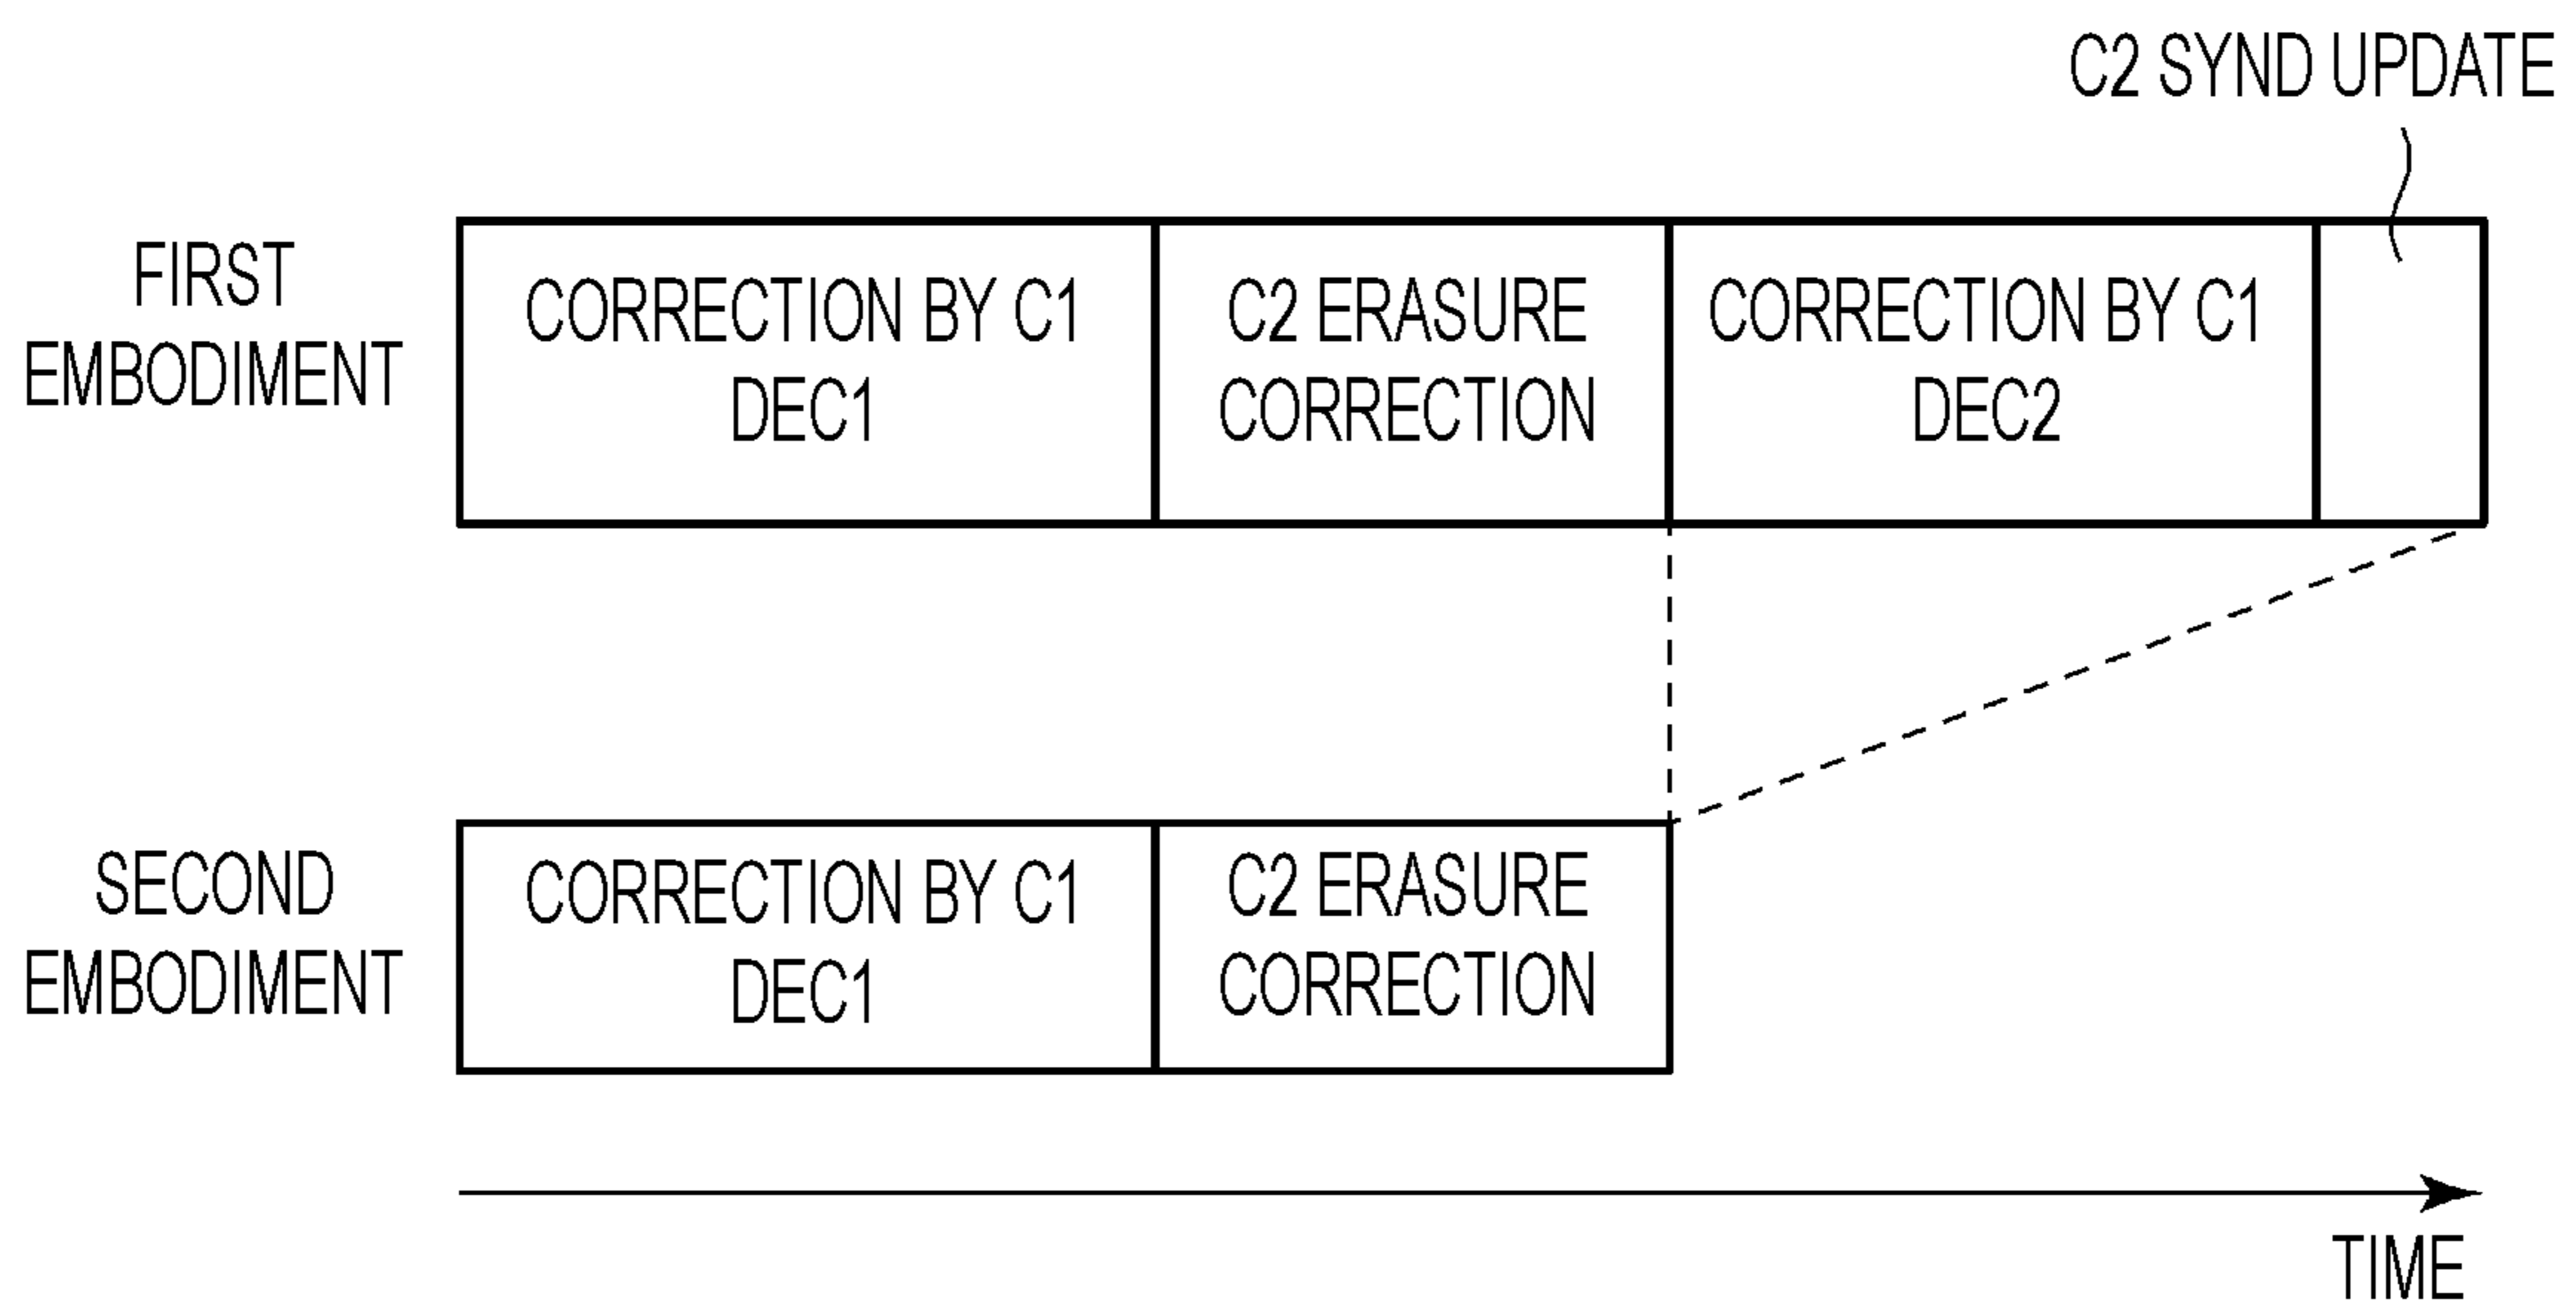 C2 SYND UPDATE
FIRST
EMBODIMENT
CORRECTION BY C1
DEC1
C2 ERASURE
CORRECTION
CORRECTION BY C1
DEC2
SECOND
EMBODIMENT
CORRECTION BY C1
DEC1
C2 ERASURE
CORRECTION
TIME